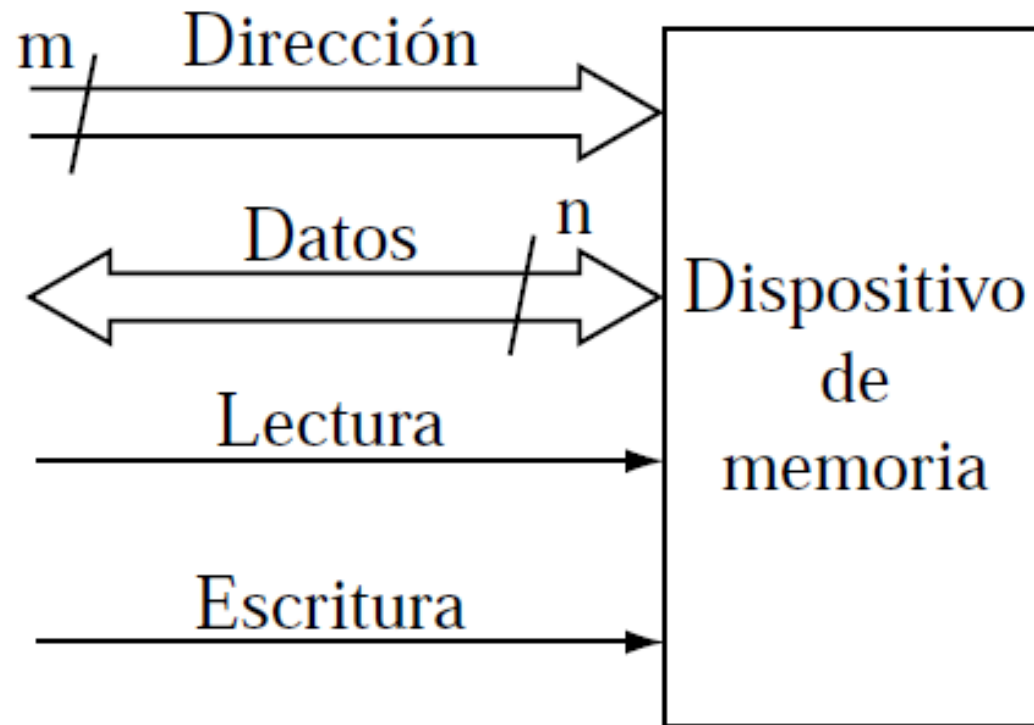 m
Dirección
n
Datos
Dispositivo
de
memoria
Lectura
Escritura